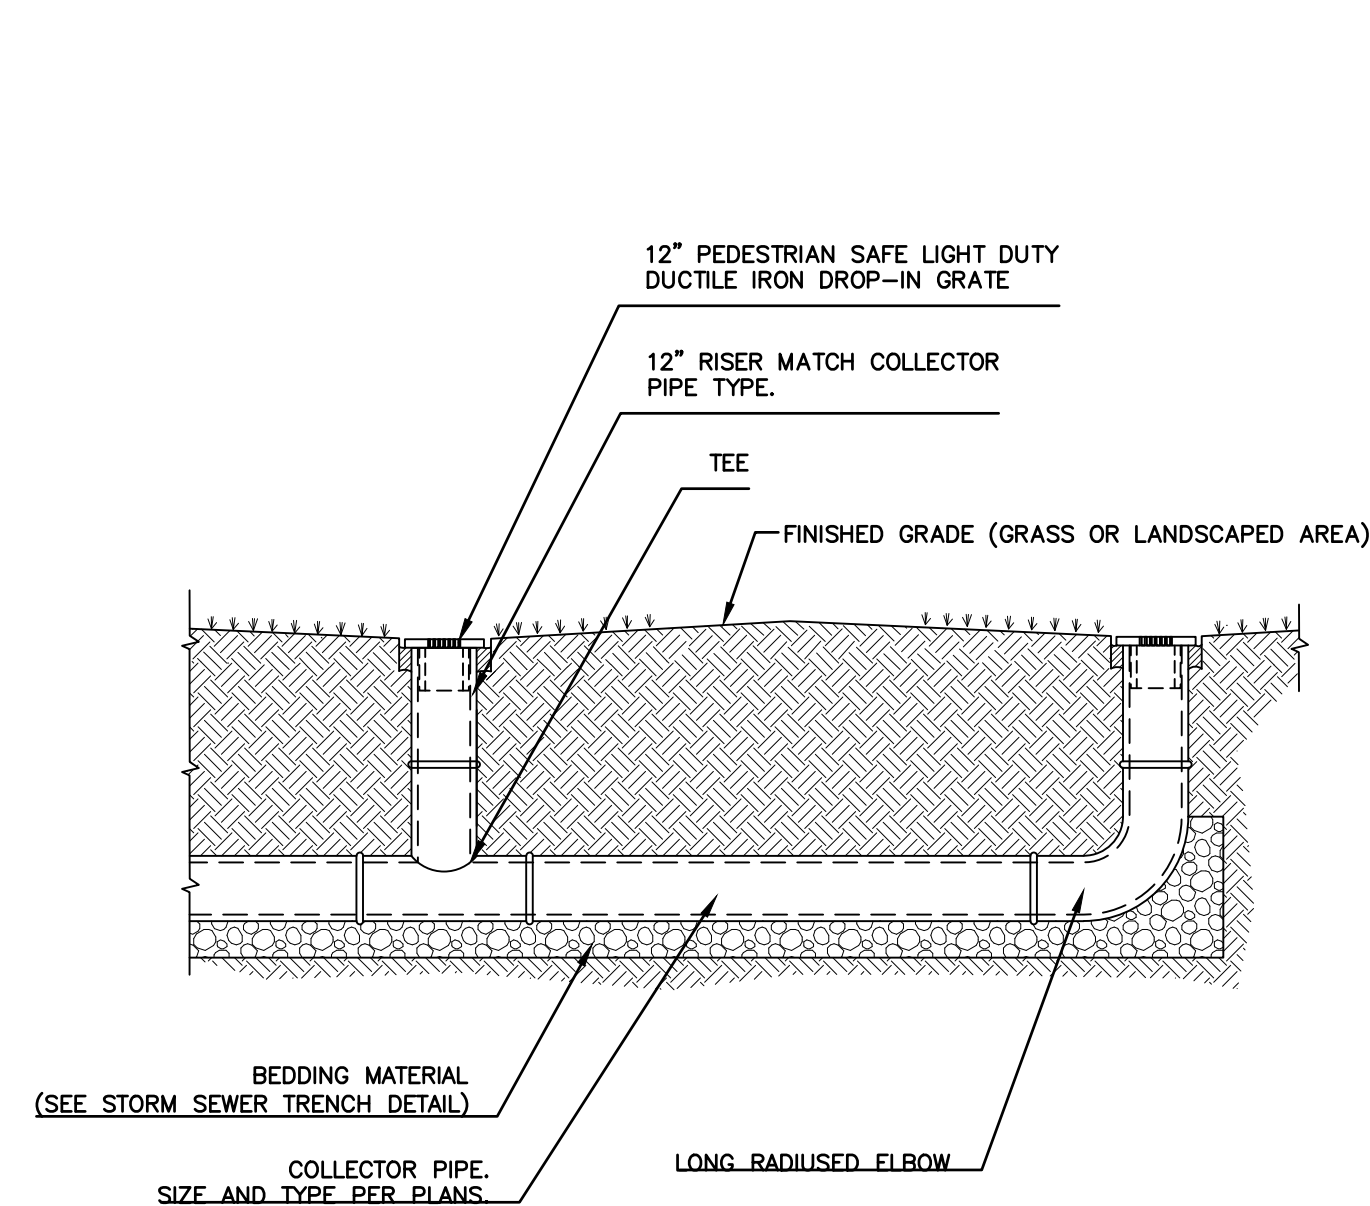 12” PEDESTRIAN SAFE LIGHT DUTY
DUCTILE IRON DROP–IN GRATE
12” RISER MATCH COLLECTOR
PIPE TYPE.
TEE
FINISHED GRADE (GRASS OR LANDSCAPED AREA)
BEDDING MATERIAL
(SEE STORM SEWER TRENCH DETAIL)
COLLECTOR PIPE.
SIZE AND TYPE PER PLANS.
LONG RADIUSED ELBOW